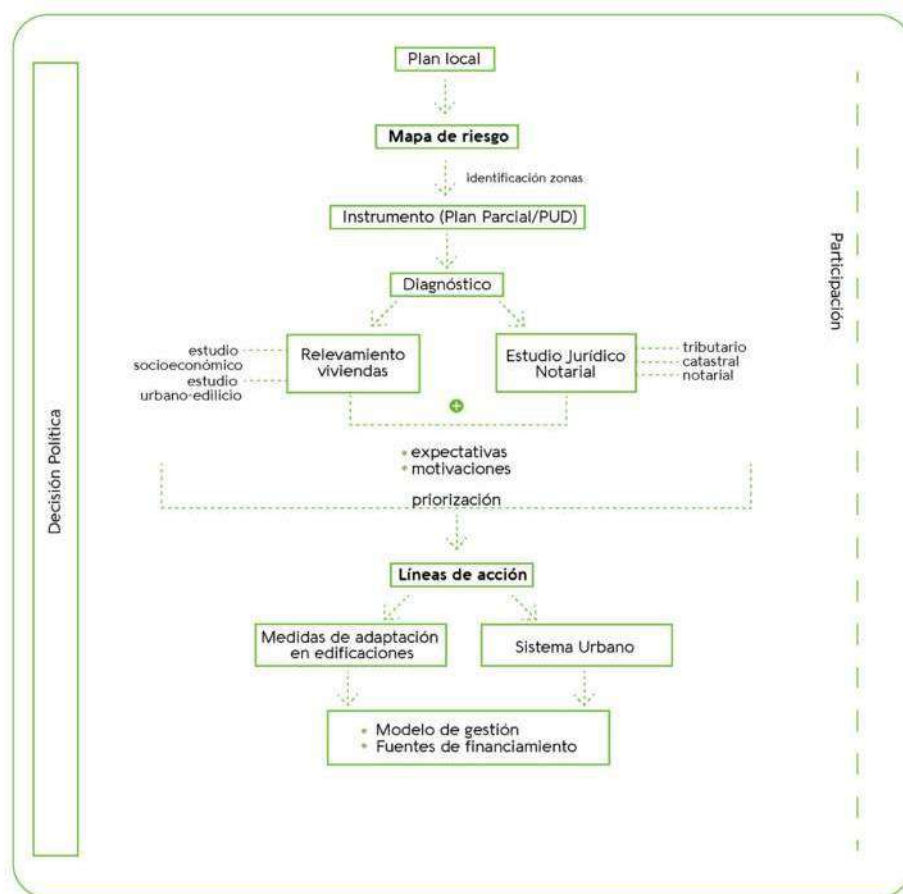 Plan local
Mapa de riesgo
identificación zonas
Instrumento (Plan Parcial/PUD)
Diagnóstico
estudio
socioeconómico
estudio
urbano-edilicio
Relevamiento
viviendas
Estudio Jurídico
Notarial
tributario
catastral
notarial
expectativas
motivaciones
priorización
Líneas de acción
Medidas de adaptación
en edificaciones
Sistema Urbano
Modelo de gestión
Fuentes de financiamiento
Decisión Política
Participación